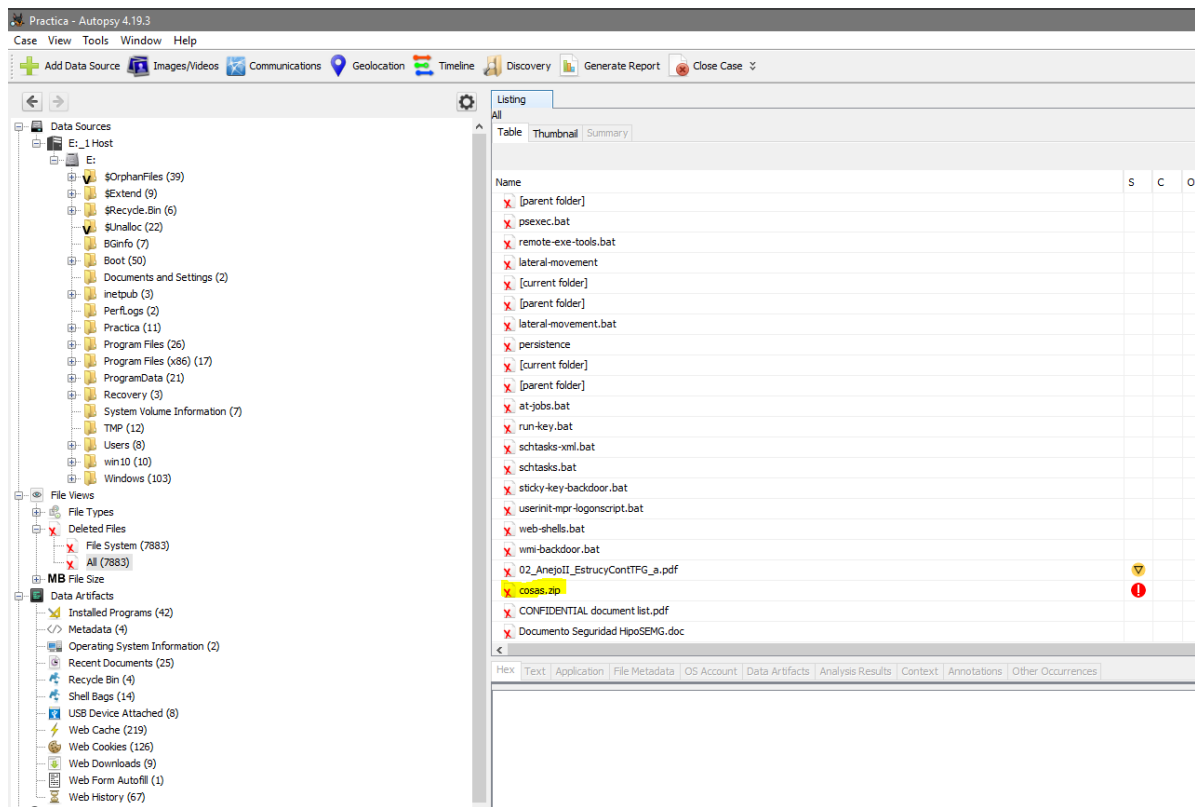 Practica - Autopsy 4.19.3
Case View Tools Window Help
Add Data Source Images/Videos Communications Geolocation Timeline Discovery Generate Report Close Case
Data Sources
E:_1 Host
E:
$OrphanFiles (39)
$Extend (9)
$Recycle.Bin (6)
$Unalloc (22)
BGinfo (7)
Boot (50)
Documents and Settings (2)
inetpub (3)
PerfLogs (2)
Practica (11)
Program Files (26)
Program Files (x86) (17)
ProgramData (21)
Recovery (3)
System Volume Information (7)
TMP (12)
Users (8)
win10 (10)
Windows (103)
File Views
File Types
Deleted Files
File System (7883)
All (7883)
MB File Size
Data Artifacts
Installed Programs (42)
Metadata (4)
Operating System Information (2)
Recent Documents (25)
Recycle Bin (4)
Shell Bags (14)
USB Device Attached (8)
Web Cache (219)
Web Cookies (126)
Web Downloads (9)
Web Form Autofill (1)
Web History (67)
Listing
All
Table Thumbnail Summary
Name S C O
[parent folder]
psexec.bat
remote-exe-tools.bat
lateral-movement
[current folder]
[parent folder]
lateral-movement.bat
persistence
[current folder]
[parent folder]
at-jobs.bat
run-key.bat
schtasks-xml.bat
schtasks.bat
sticky-key-backdoor.bat
userinit-mpr-logonscript.bat
web-shells.bat
wmi-backdoor.bat
02_AnejoII_EstrucyContTFG_a.pdf
cosas.zip
CONFIDENTIAL document list.pdf
Documento Seguridad HipoSEMG.doc
Hex Text Application File Metadata OS Account Data Artifacts Analysis Results Context Annotations Other Occurrences